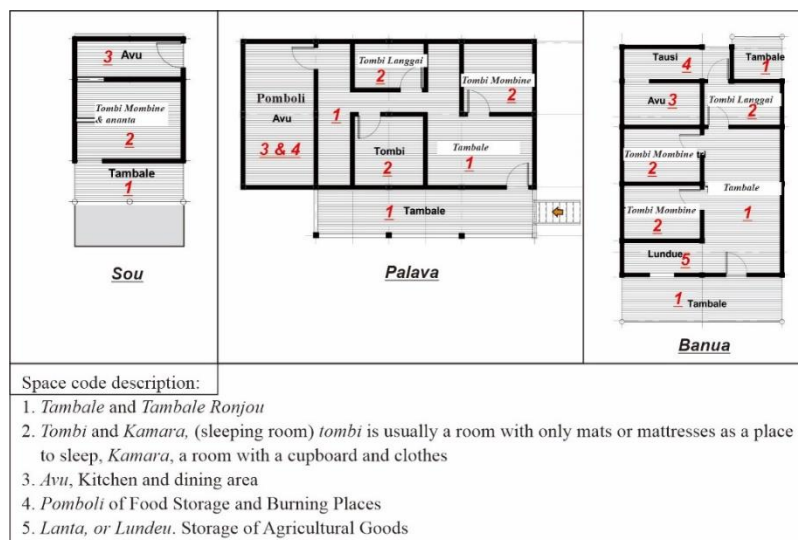 3 Avu
Tombi Mombine
& ananta
2
Tambale
1
Sou
Pomboli
Avu
3 & 4
1
Tombi Langgai
2
Tombi Mombine
2
Tombi
2
Tambale
1
1 Tambale
Palava
Tausi
4
Tambale
1
Avu 3
Tombi Langgai
2
Tombi Mombine
2
Tambale
1
Tombi Mombine
2
Lundue
5
1 Tambale
Banua
Space code description:
1. Tambale and Tambale Ronjou
2. Tombi and Kamara, (sleeping room) tombi is usually a room with only mats or mattresses as a place
to sleep, Kamara, a room with a cupboard and clothes
3. Avu, Kitchen and dining area
4. Pomboli of Food Storage and Burning Places
5. Lanta, or Lundeu. Storage of Agricultural Goods